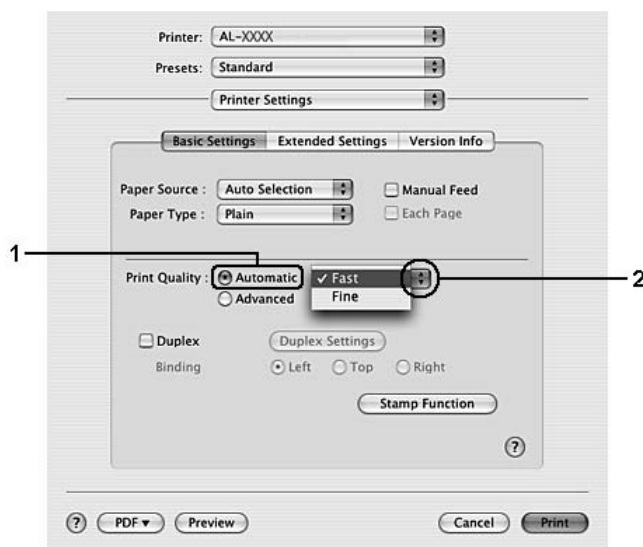 Printer: AL-XXXX
Presets: Standard
Printer Settings
Basic Settings Extended Settings Version Info
Paper Source : Auto Selection Manual Feed
Paper Type : Plain Each Page
1
Print Quality : Automatic ✓ Fast 2
Advanced Fine
Duplex Duplex Settings
Binding Left Top Right
Stamp Function
?
? PDF ▾ Preview Cancel Print